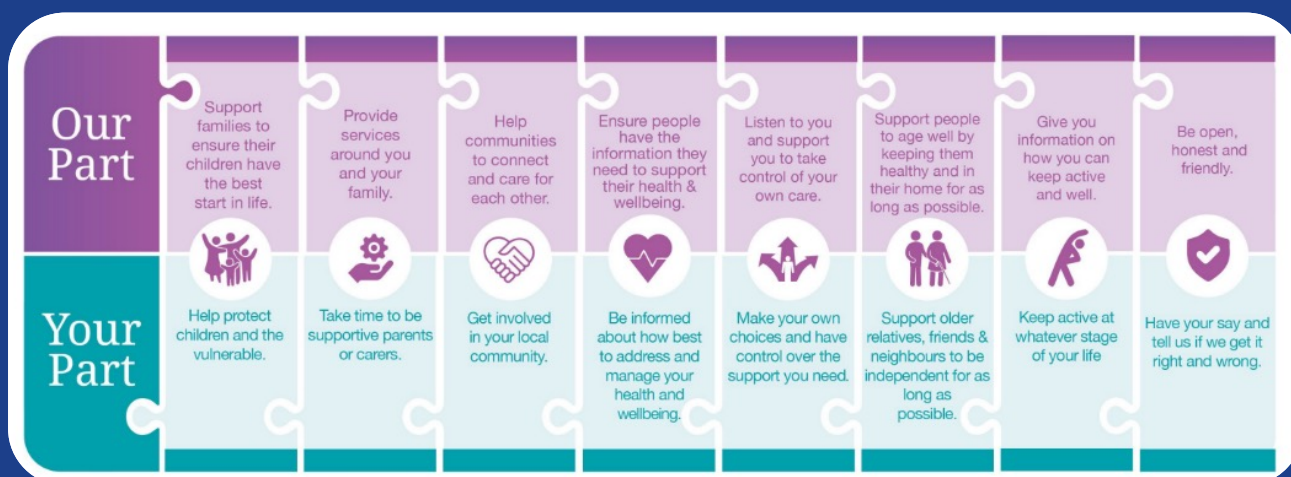 Our
Part
Support
families to
ensure their
children have
the best
start in life.
Provide
services
around you
and your
family.
Help
communities
to connect
and care for
each other.
Ensure people
have the
information they
need to support
their health &
wellbeing.
Listen to you
and support
you to take
control of your
own care.
Support people
to age well by
keeping them
healthy and in
their home for as
long as possible.
Give you
information on
how you can
keep active
and well.
Be open,
honest and
friendly.
Your
Part
Help protect
children and the
vulnerable.
Take time to be
supportive parents
or carers.
Get involved
in your local
community.
Be informed
about how best
to address and
manage your
health and
wellbeing.
Make your own
choices and have
control over the
support you need.
Support older
relatives, friends &
neighbours to be
independent for as
long as
possible.
Keep active at
whatever stage
of your life
Have your say and
tell us if we get it
right and wrong.